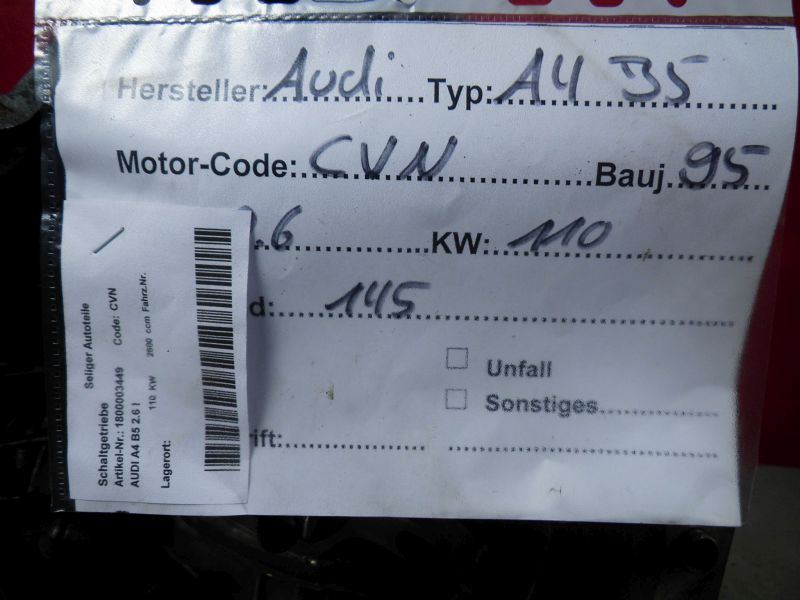 Hersteller: Audi Typ: A4 B5
Motor-Code: CVN Bauj. 95
.6 KW: 110
d: 145
Unfall
Sonstiges
rift:
Seliger Autoteile
Schaltgetriebe
Artikel-Nr.: 1800003449 Code: CVN
AUDI A4 B5 2.6 l
110 KW 2600 ccm Fahrz.Nr.
Lagerort: